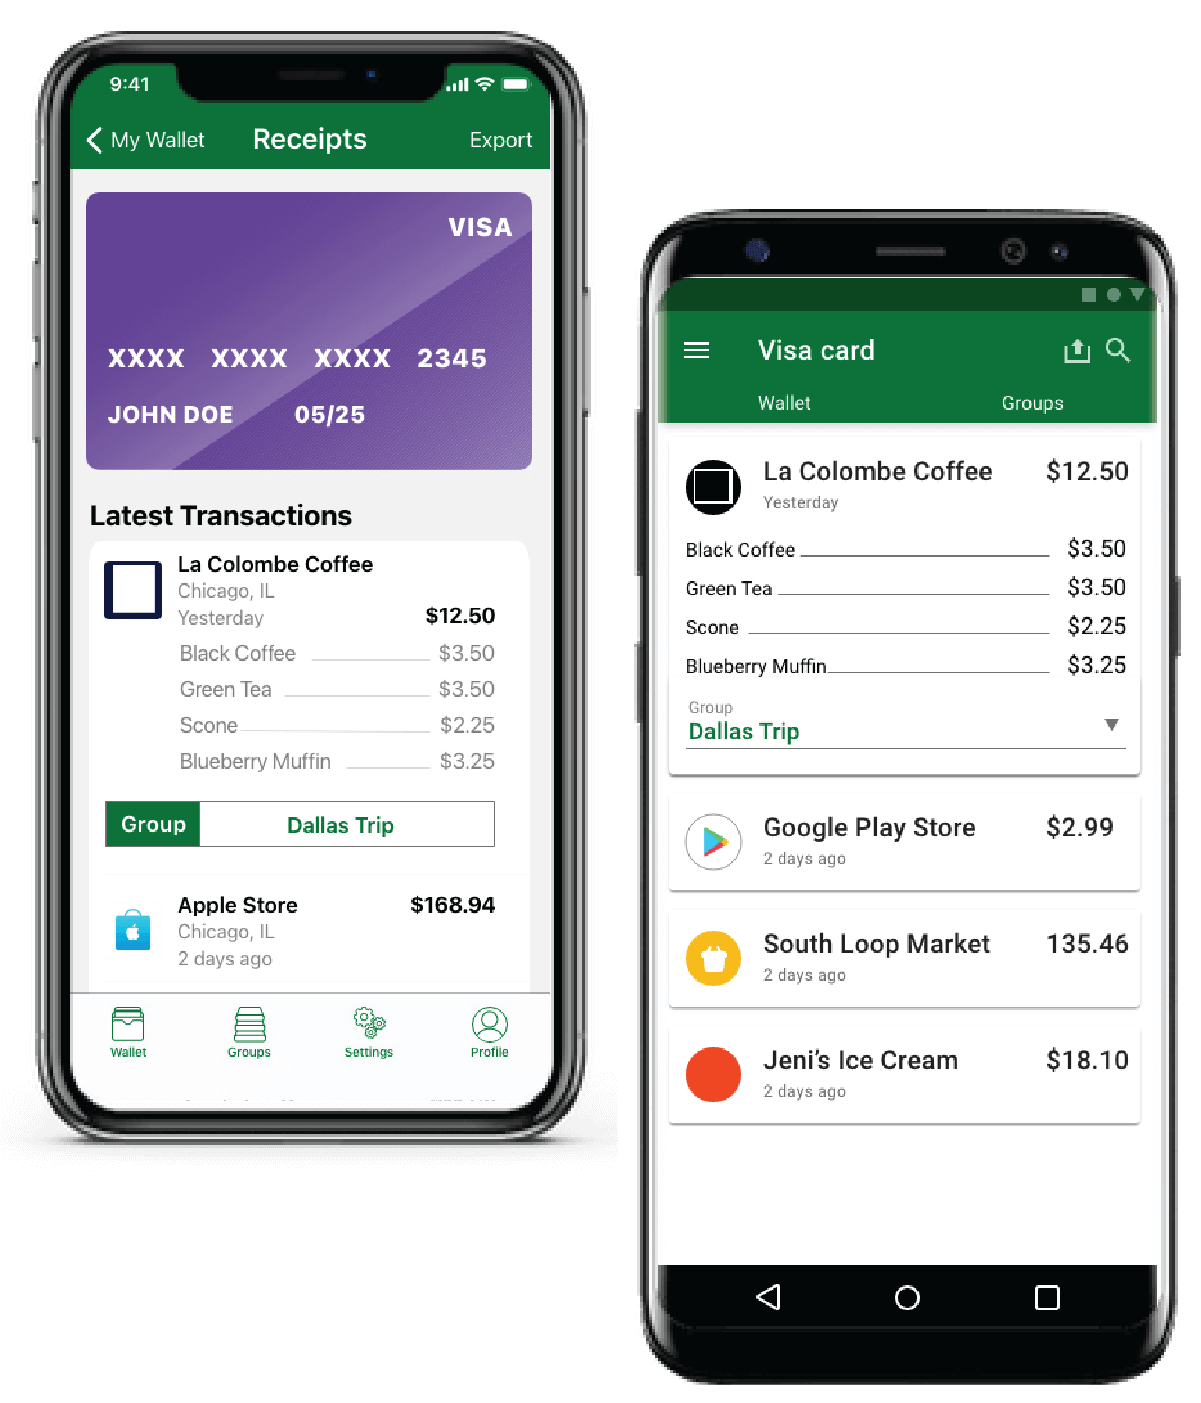 9:41
My Wallet Receipts Export
VISA
XXXX XXXX XXXX 2345
JOHN DOE 05/25
Latest Transactions
La Colombe Coffee
Chicago, IL
Yesterday $12.50
Black Coffee $3.50
Green Tea $3.50
Scone $2.25
Blueberry Muffin $3.25
Group Dallas Trip
Apple Store $168.94
Chicago, IL
2 days ago
Wallet Groups Settings Profile
Visa card
Wallet Groups
La Colombe Coffee $12.50
Yesterday
Black Coffee $3.50
Green Tea $3.50
Scone $2.25
Blueberry Muffin $3.25
Group
Dallas Trip
Google Play Store $2.99
2 days ago
South Loop Market 135.46
2 days ago
Jeni's Ice Cream $18.10
2 days ago